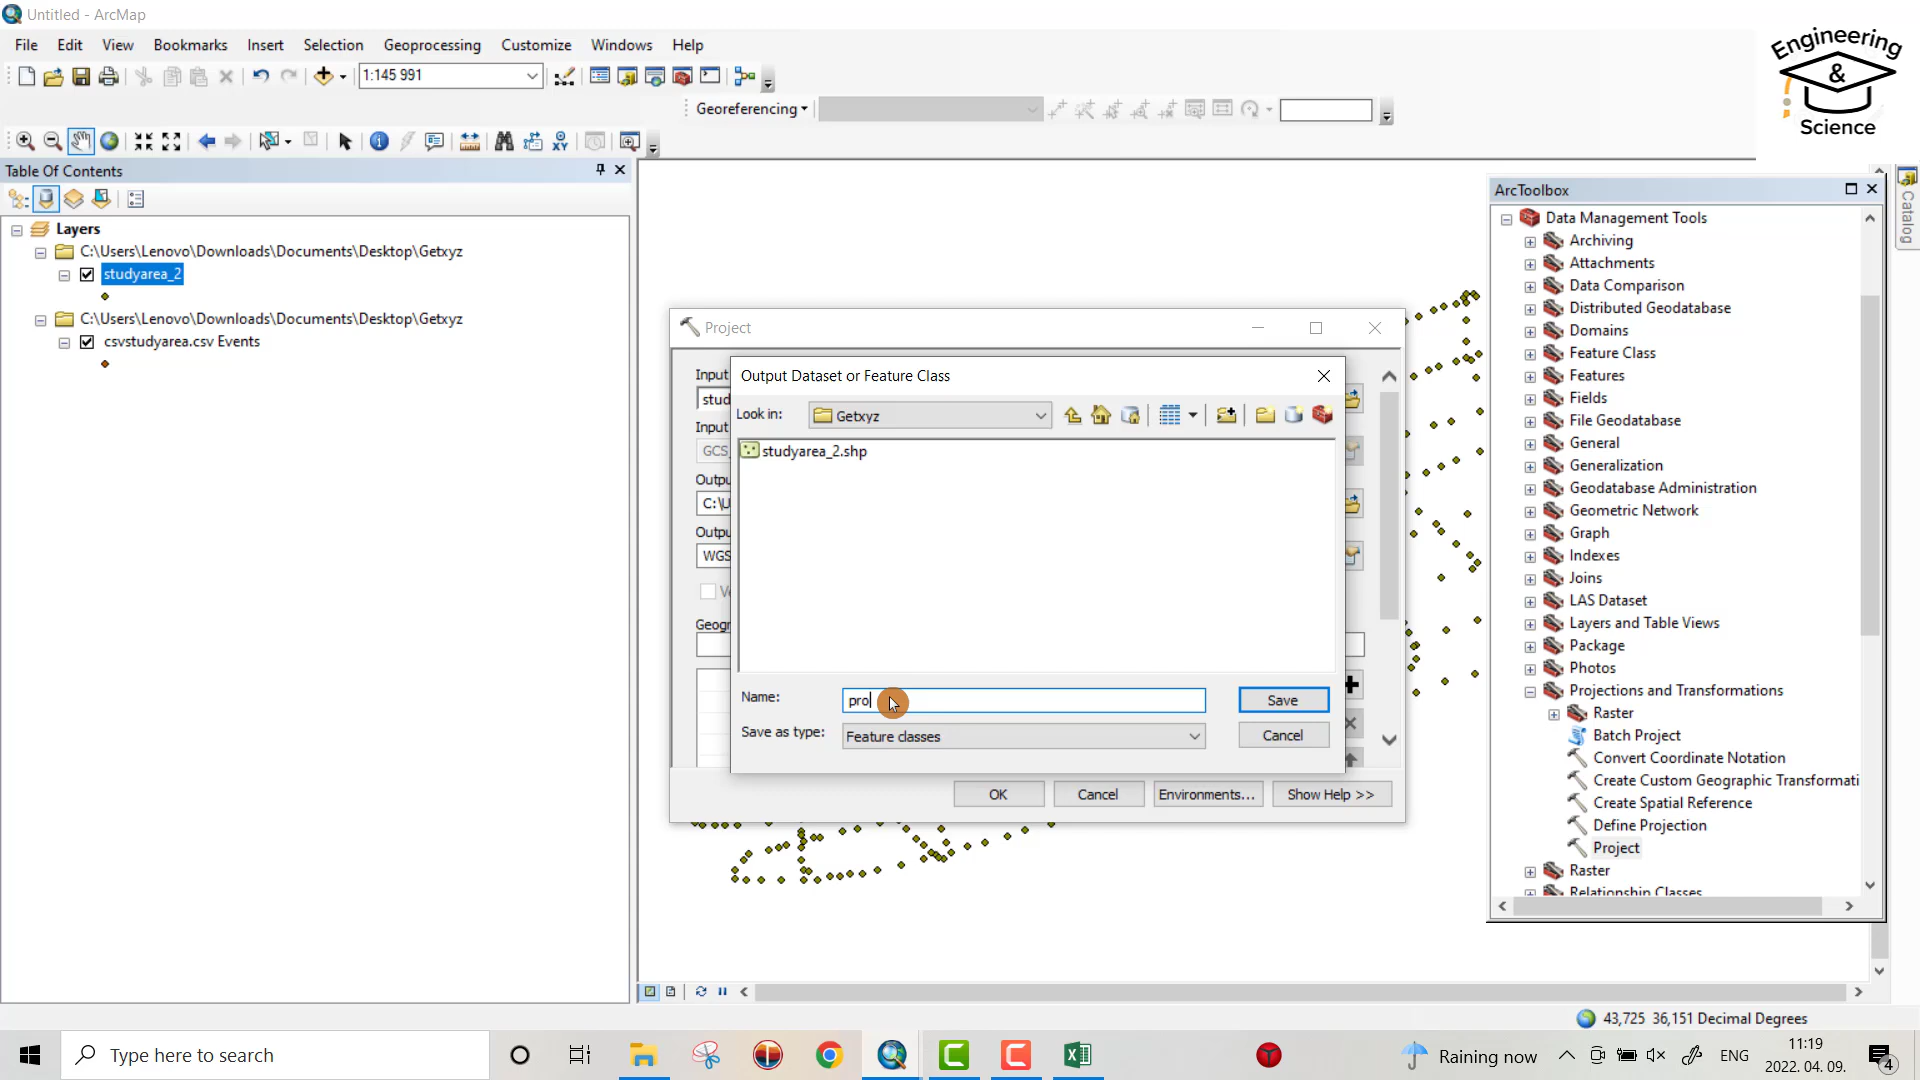 Untitled - ArcMap
File Edit View Bookmarks Insert Selection Geoprocessing Customize Windows Help
1:145 991
Georeferencing
Engineering
&
Science
Table Of Contents
Layers
C:\Users\Lenovo\Downloads\Documents\Desktop\Getxyz
studyarea_2
C:\Users\Lenovo\Downloads\Documents\Desktop\Getxyz
csvstudyarea.csv Events
Project
Input
stud
Input
GCS_
Outpu
C:\U
Outpu
WGS
Ve
Geogr
Output Dataset or Feature Class
Look in: Getxyz
studyarea_2.shp
Name: pro Save
Save as type: Feature classes Cancel
OK Cancel Environments... Show Help >>
ArcToolbox
Data Management Tools
Archiving
Attachments
Data Comparison
Distributed Geodatabase
Domains
Feature Class
Features
Fields
File Geodatabase
General
Generalization
Geodatabase Administration
Geometric Network
Graph
Indexes
Joins
LAS Dataset
Layers and Table Views
Package
Photos
Projections and Transformations
Raster
Batch Project
Convert Coordinate Notation
Create Custom Geographic Transformati
Create Spatial Reference
Define Projection
Project
Raster
Relationship Classes
Catalog
43,725 36,151 Decimal Degrees
Type here to search
Raining now
ENG
11:19
2022. 04. 09.
4